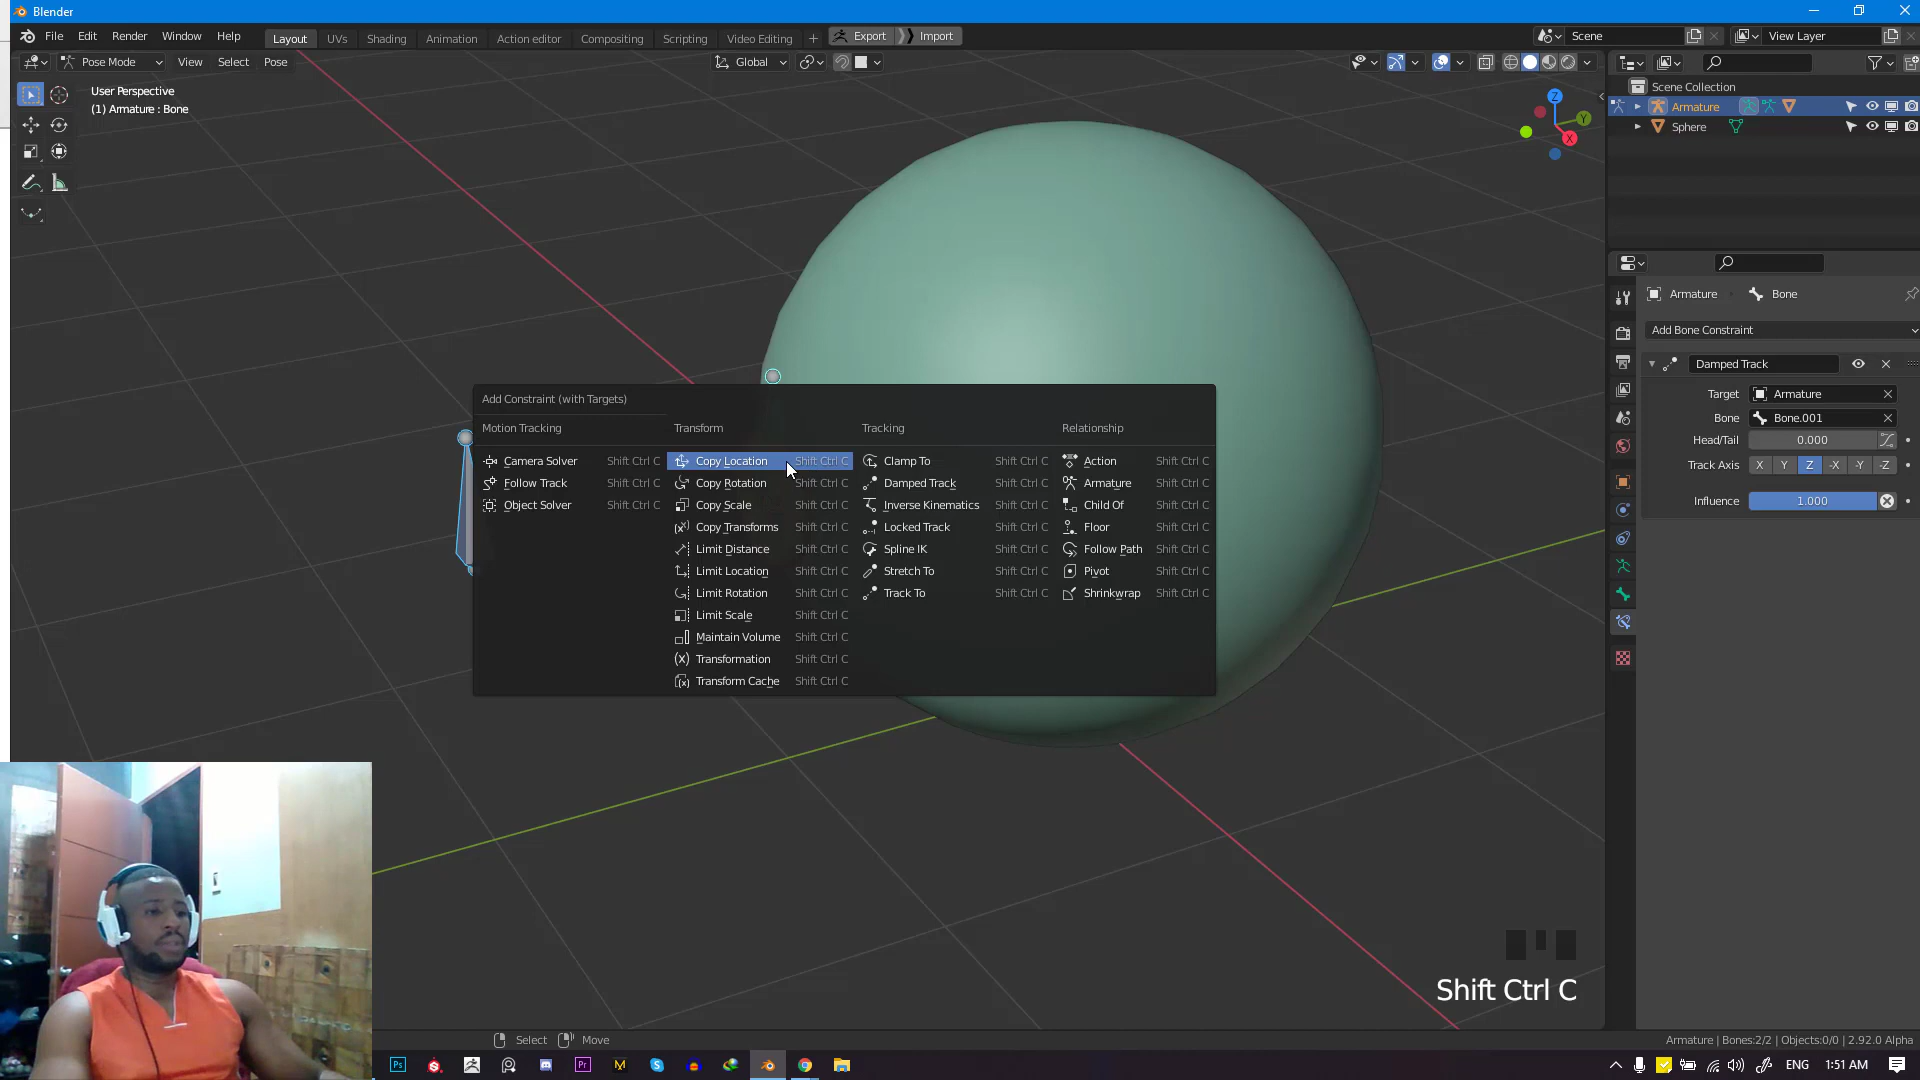 Blender
File Edit Render Window Help Layout UVs Shading Animation Action editor Compositing Scripting Video Editing + Export Import Scene View Layer
Pose Mode View Select Pose Global
User Perspective
(1) Armature : Bone
Scene Collection
Armature
Sphere
Z
Y
X
Armature Bone
Add Bone Constraint
Damped Track
Target Armature
Bone Bone.001
Head/Tail 0.000
Track Axis X Y Z -X -Y -Z
Influence 1.000
Add Constraint (with Targets)
Motion Tracking Transform Tracking Relationship
Camera Solver Shift Ctrl C Copy Location Shift Ctrl C Clamp To Shift Ctrl C Action Shift Ctrl C
Follow Track Shift Ctrl C Copy Rotation Shift Ctrl C Damped Track Shift Ctrl C Armature Shift Ctrl C
Object Solver Shift Ctrl C Copy Scale Shift Ctrl C Inverse Kinematics Shift Ctrl C Child Of Shift Ctrl C
Copy Transforms Shift Ctrl C Locked Track Shift Ctrl C Floor Shift Ctrl C
Limit Distance Shift Ctrl C Spline IK Shift Ctrl C Follow Path Shift Ctrl C
Limit Location Shift Ctrl C Stretch To Shift Ctrl C Pivot Shift Ctrl C
Limit Rotation Shift Ctrl C Track To Shift Ctrl C Shrinkwrap Shift Ctrl C
Limit Scale Shift Ctrl C
Maintain Volume Shift Ctrl C
Transformation Shift Ctrl C
Transform Cache Shift Ctrl C
Shift Ctrl C
Select Move Armature | Bones:2/2 | Objects:0/0 | 2.92.0 Alpha
Ps Pr M ENG 1:51 AM